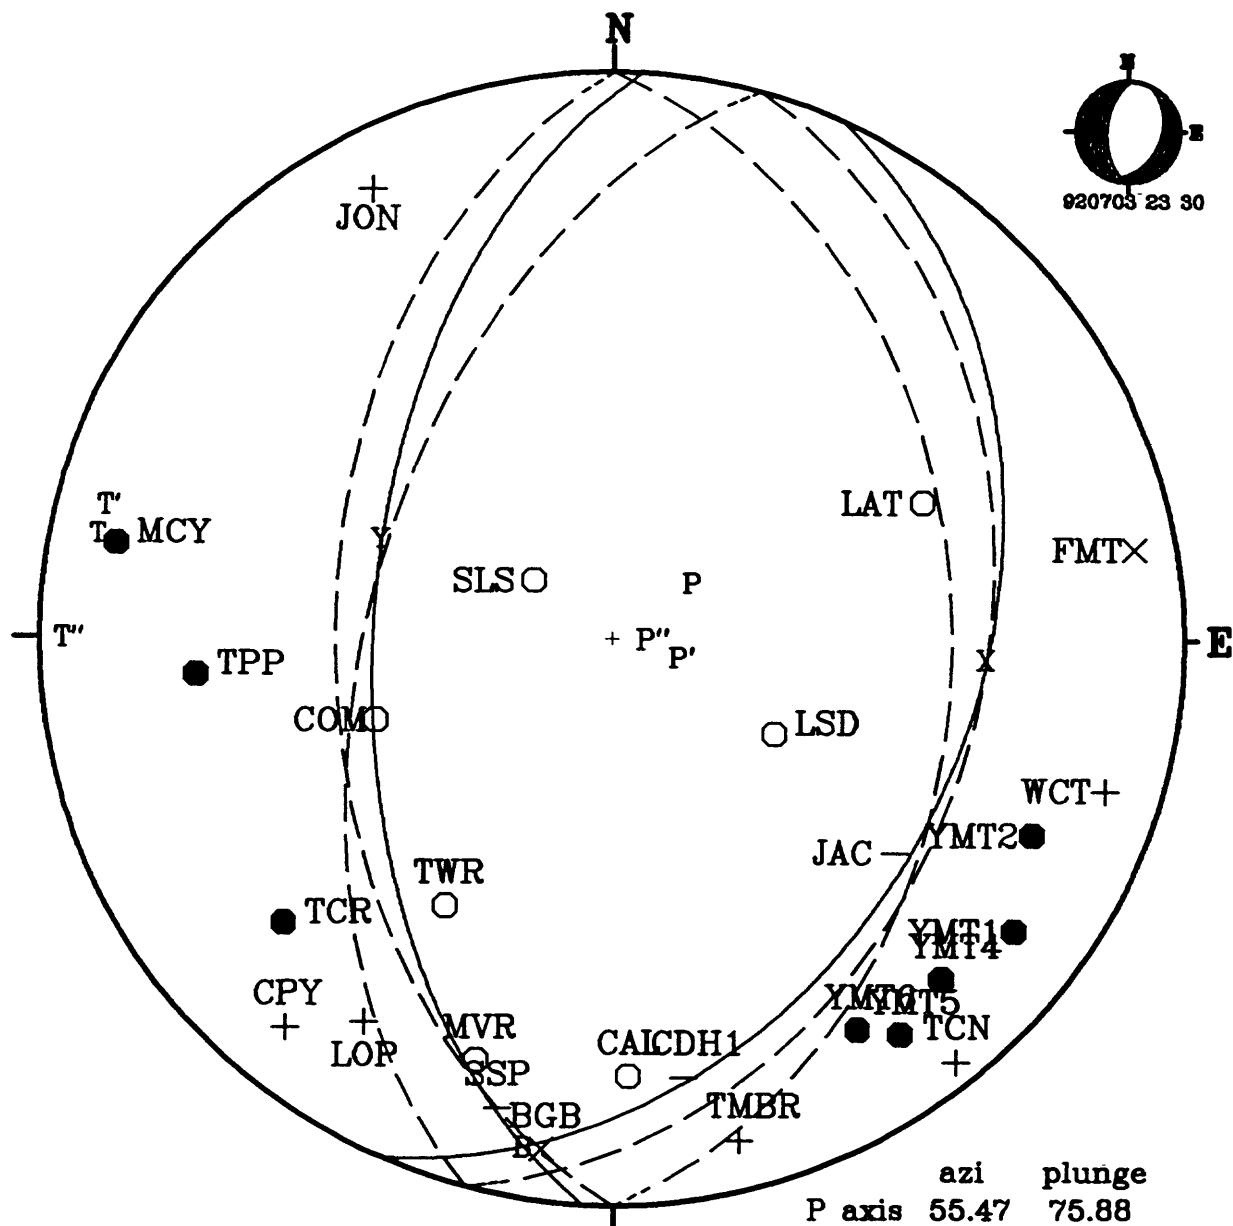 N
N
E
920703 23 30
JON
LAT
T'
T MCY
FMT
Y
SLS
P
T"
P"
P'
E
TPP
X
COM
LSD
WCT
YMT2
JAC
TWR
TCR
YMT1
YMT4
CPY
YMT5
TCN
MVR
LOP
CAL
CDH1
SSP
BGB
TMBR
B
azi plunge
P axis 55.47 75.88